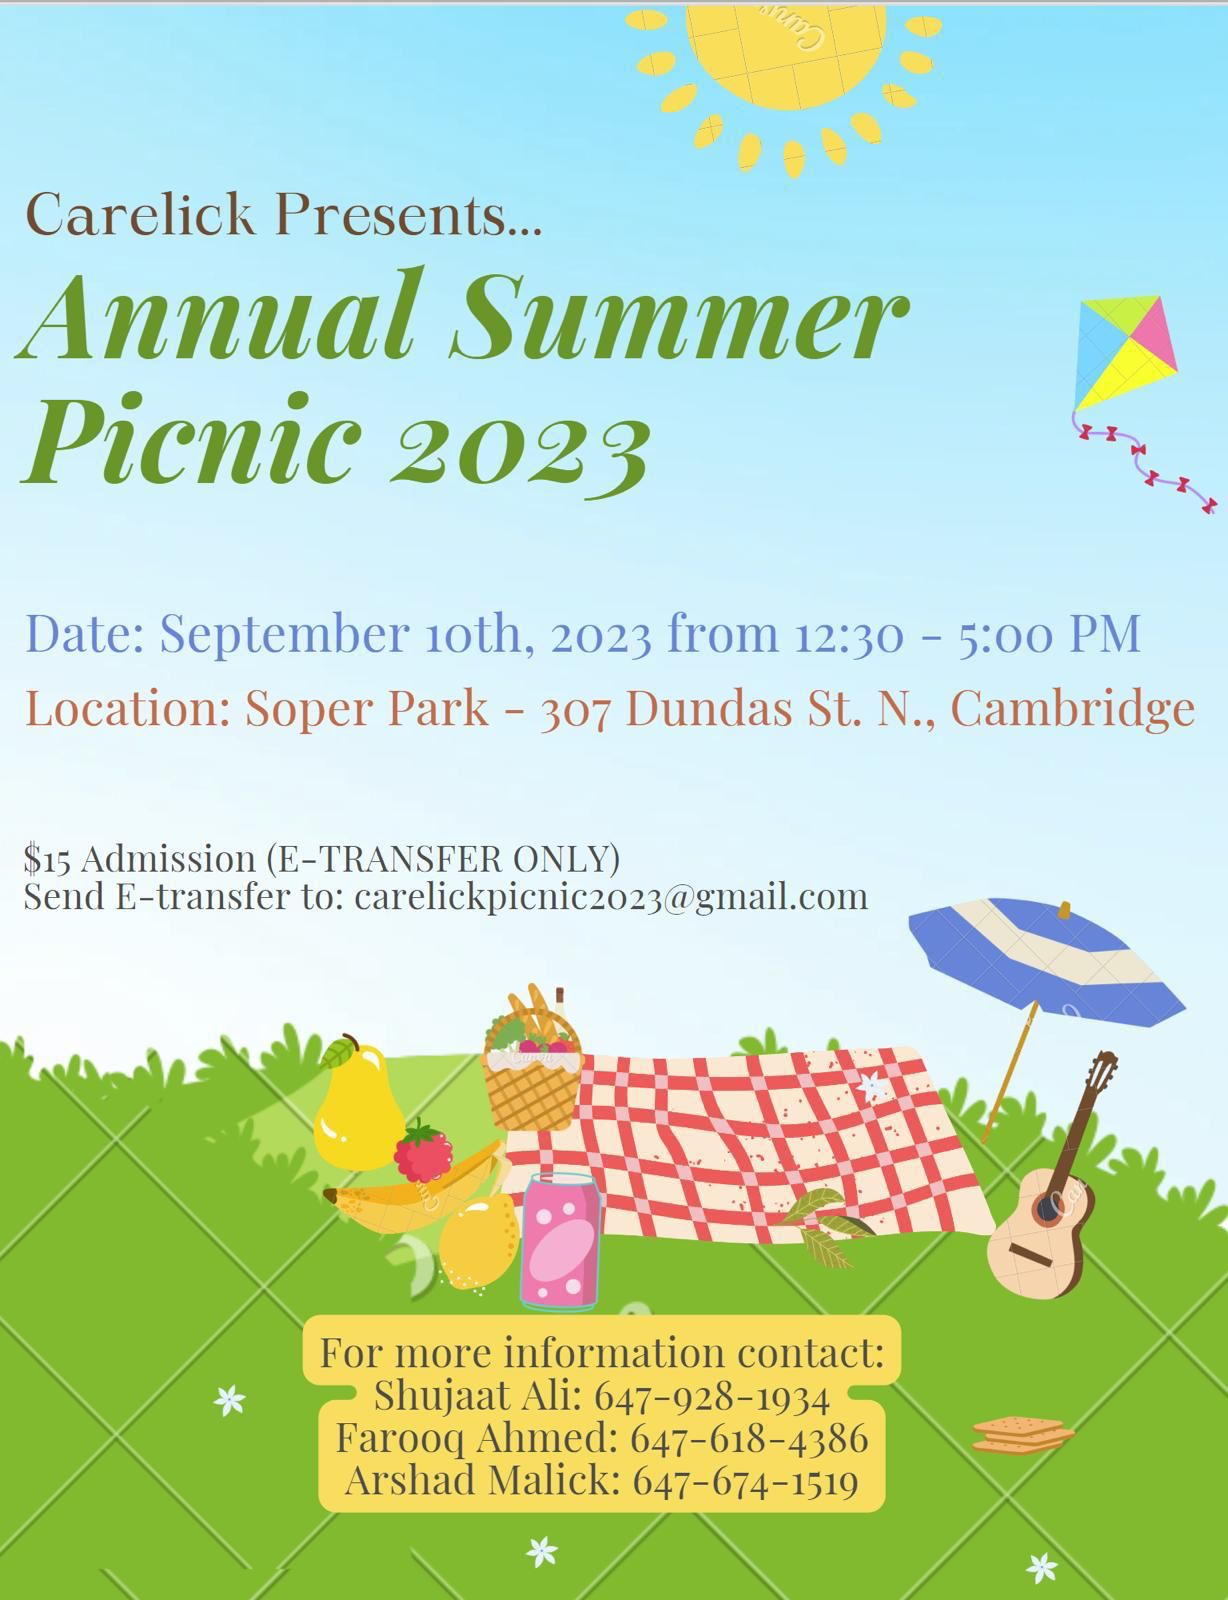 Carelick Presents...
Annual Summer
Picnic 2023
Date: September 10th, 2023 from 12:30 - 5:00 PM
Location: Soper Park - 307 Dundas St. N., Cambridge
$15 Admission (E-TRANSFER ONLY)
Send E-transfer to: carelickpicnic2023@gmail.com
For more information contact:
Shujaat Ali: 647-928-1934
Farooq Ahmed: 647-618-4386
Arshad Malick: 647-674-1519